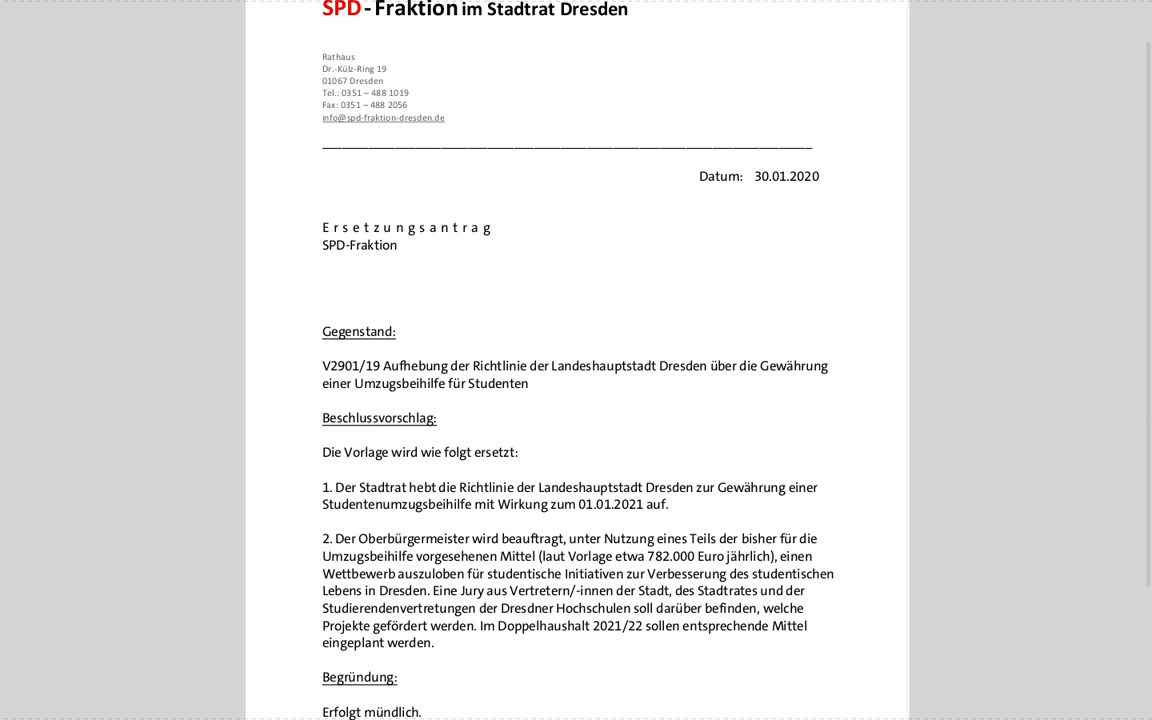 SPD - Fraktion im Stadtrat Dresden
Rathaus
Dr.-Külz-Ring 19
01067 Dresden
Tel.: 0351 – 488 1019
Fax: 0351 – 488 2056
info@spd-fraktion-dresden.de
Datum: 30.01.2020
E r s e t z u n g s a n t r a g
SPD-Fraktion
Gegenstand:
V2901/19 Aufhebung der Richtlinie der Landeshauptstadt Dresden über die Gewährung
einer Umzugsbeihilfe für Studenten
Beschlussvorschlag:
Die Vorlage wird wie folgt ersetzt:
1. Der Stadtrat hebt die Richtlinie der Landeshauptstadt Dresden zur Gewährung einer
Studentenumzugsbeihilfe mit Wirkung zum 01.01.2021 auf.
2. Der Oberbürgermeister wird beauftragt, unter Nutzung eines Teils der bisher für die
Umzugsbeihilfe vorgesehenen Mittel (laut Vorlage etwa 782.000 Euro jährlich), einen
Wettbewerb auszuloben für studentische Initiativen zur Verbesserung des studentischen
Lebens in Dresden. Eine Jury aus Vertretern/-innen der Stadt, des Stadtrates und der
Studierendenvertretungen der Dresdner Hochschulen soll darüber befinden, welche
Projekte gefördert werden. Im Doppelhaushalt 2021/22 sollen entsprechende Mittel
eingeplant werden.
Begründung:
Erfolgt mündlich.